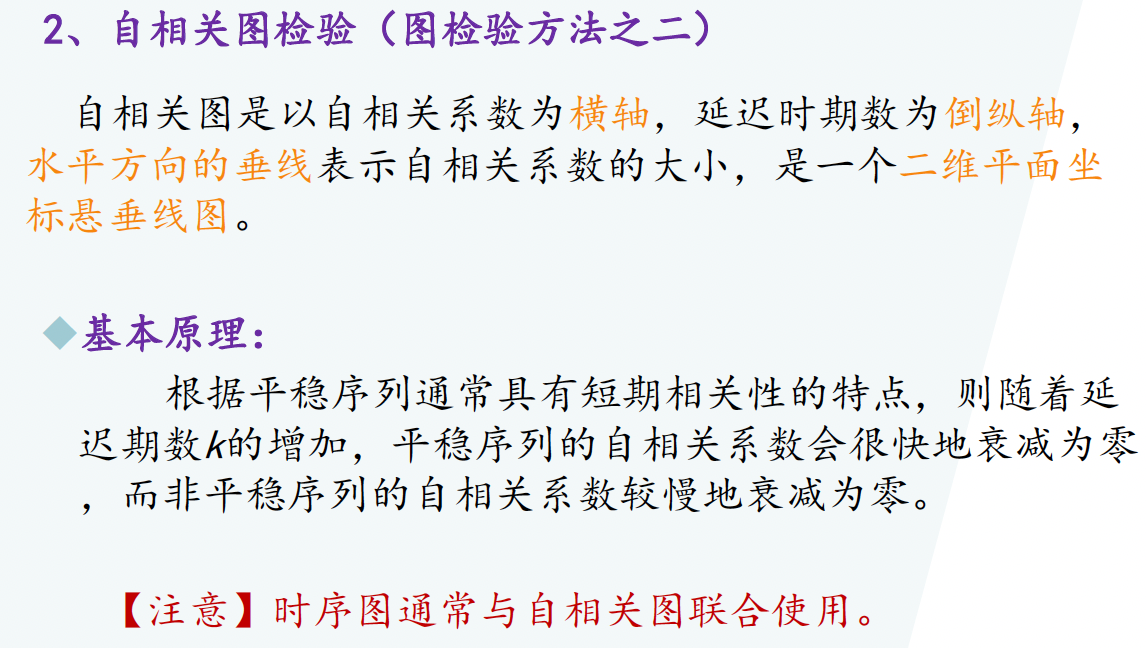 2、自相关图检验（图检验方法之二）
自相关图是以自相关系数为横轴，延迟时期数为倒纵轴，
水平方向的垂线表示自相关系数的大小，是一个二维平面坐
标悬垂线图。
基本原理：
根据平稳序列通常具有短期相关性的特点，则随着延
迟期数k的增加，平稳序列的自相关系数会很快地衰减为零
，而非平稳序列的自相关系数较慢地衰减为零。
【注意】时序图通常与自相关图联合使用。